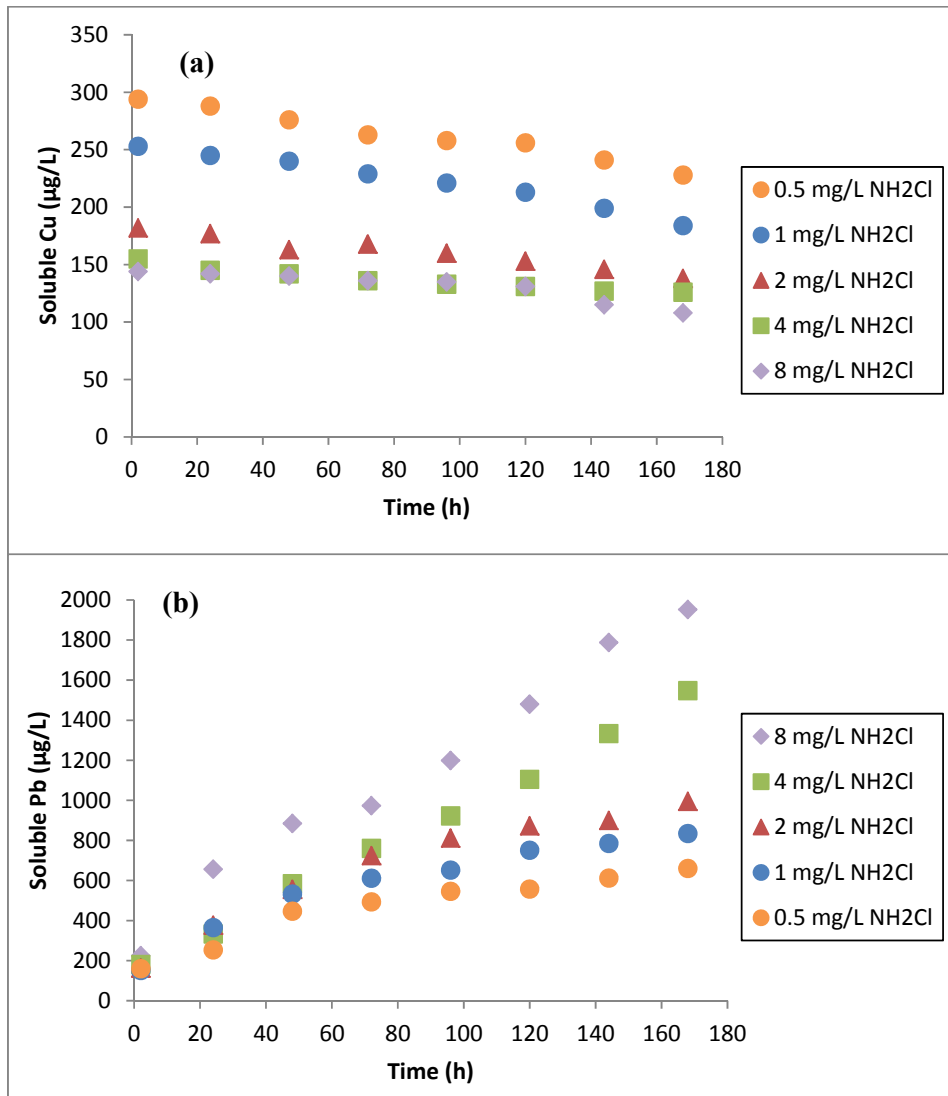 (a)
Soluble Cu (µg/L)
350
300
250
200
150
100
50
0
0 20 40 60 80 100 120 140 160 180
Time (h)
0.5 mg/L NH2Cl
1 mg/L NH2Cl
2 mg/L NH2Cl
4 mg/L NH2Cl
8 mg/L NH2Cl
(b)
Soluble Pb (µg/L)
2000
1800
1600
1400
1200
1000
800
600
400
200
0
0 20 40 60 80 100 120 140 160 180
Time (h)
8 mg/L NH2Cl
4 mg/L NH2Cl
2 mg/L NH2Cl
1 mg/L NH2Cl
0.5 mg/L NH2Cl